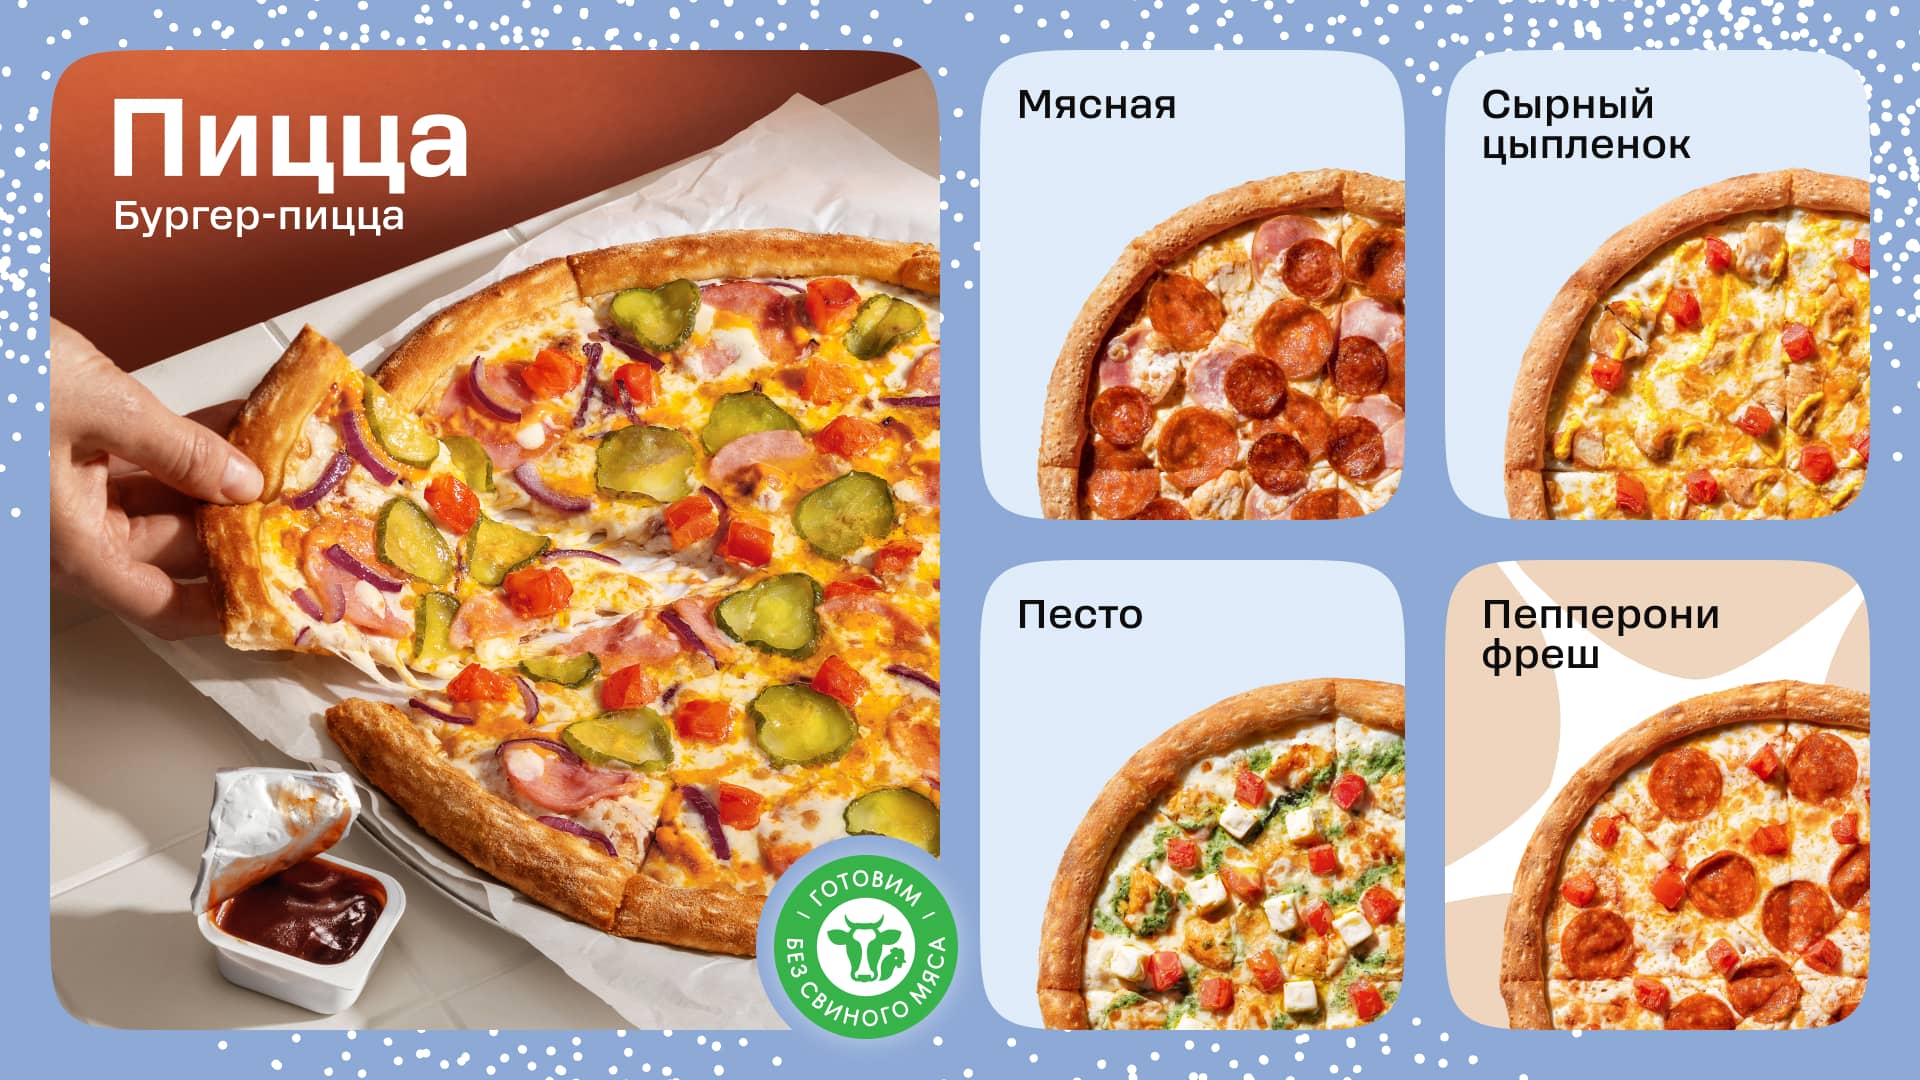 Пицца
Бургер-пицца
Мясная
Сырный
цыпленок
Песто
Пепперони
фреш
ГОТОВИМ
БЕЗ СВИНОГО МЯСА